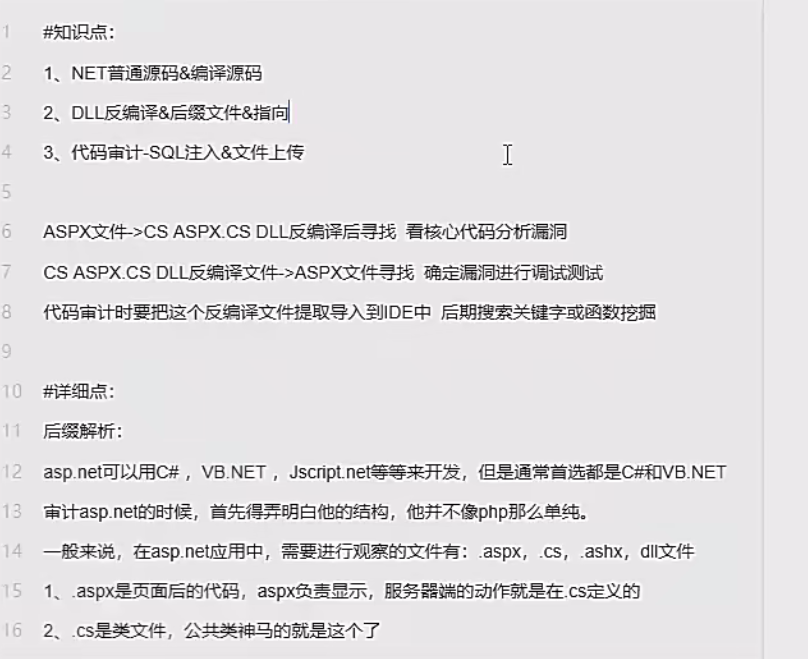 1 #知识点：
2 1、NET普通源码&编译源码
3 2、DLL反编译&后缀文件&指向
4 3、代码审计-SQL注入&文件上传
5
6 ASPX文件->CS ASPX.CS DLL反编译后寻找 看核心代码分析漏洞
7 CS ASPX.CS DLL反编译文件->ASPX文件寻找 确定漏洞进行调试测试
8 代码审计时要把这个反编译文件提取导入到IDE中 后期搜索关键字或函数挖掘
9
10 #详细点：
11 后缀解析：
12 asp.net可以用C# ，VB.NET ，Jscript.net等等来开发，但是通常首选都是C#和VB.NET
13 审计asp.net的时候，首先得弄明白他的结构，他并不像php那么单纯。
14 一般来说，在asp.net应用中，需要进行观察的文件有：.aspx，.cs，.ashx，dll文件
15 1、.aspx是页面后的代码，aspx负责显示，服务器端的动作就是在.cs定义的
16 2、.cs是类文件，公共类神马的就是这个了